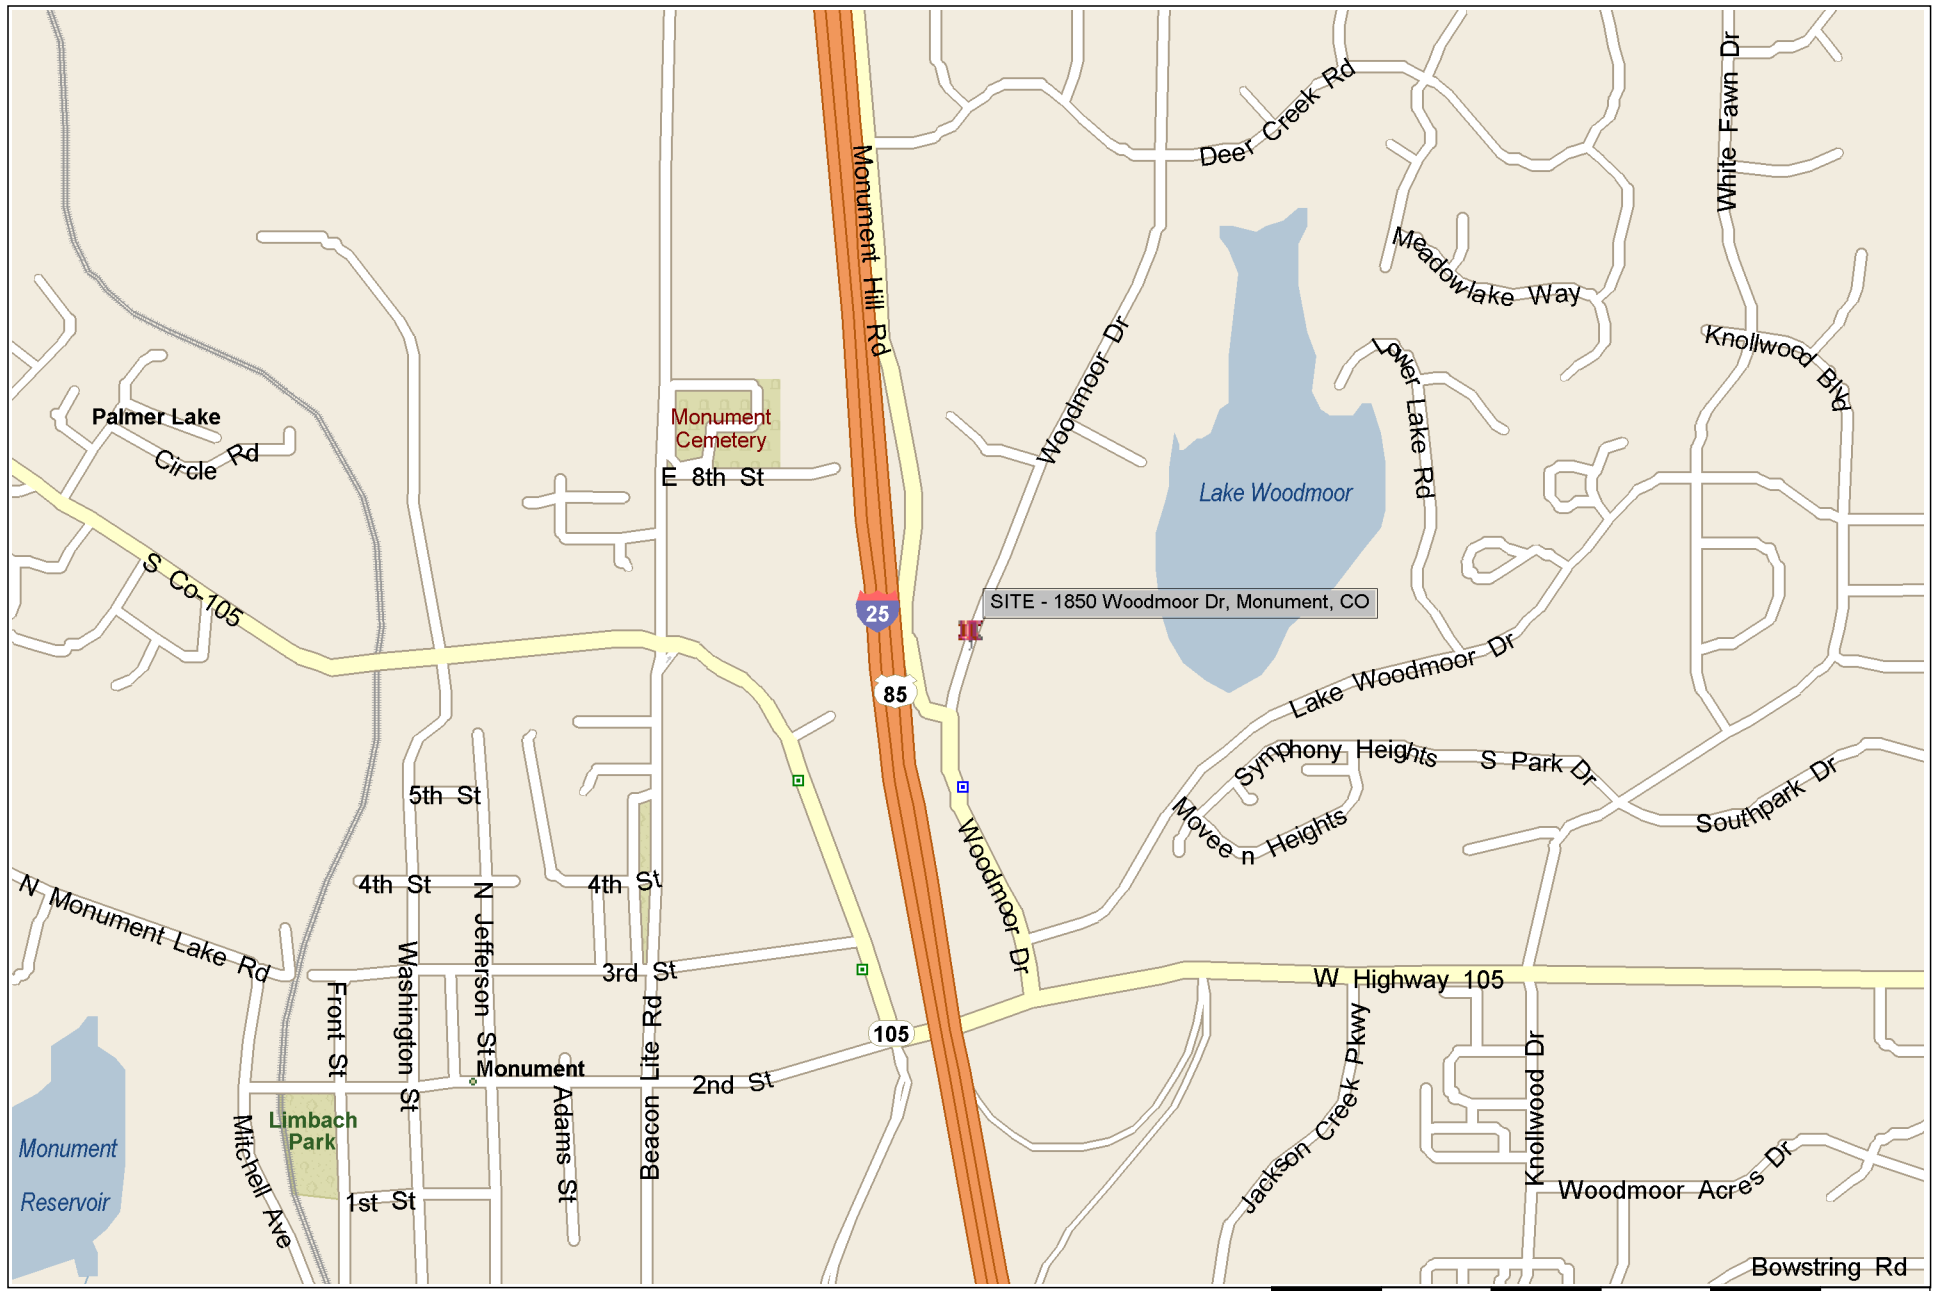 White Fawn Dr
Deer Creek Rd
Monument Hill Rd
Meadowlake Way
Woodmoor Dr
Knollwood Blvd
Lower Lake Rd
Palmer Lake
Circle Rd
Monument
Cemetery
E 8th St
Lake Woodmoor
S Co-105
25
SITE - 1850 Woodmoor Dr, Monument, CO
85
Lake Woodmoor Dr
Symphony Heights
S Park Dr
Southpark Dr
Moveen Heights
5th St
Woodmoor Dr
4th St
4th St
N Monument Lake Rd
N Jefferson St
Washington St
3rd St
W Highway 105
Front St
Beacon Lite Rd
105
Jackson Creek Pkwy
Knollwood Dr
Monument
2nd St
Adams St
Limbach
Park
Mitchell Ave
Monument
Reservoir
1st St
Woodmoor Acres Dr
Bowstring Rd